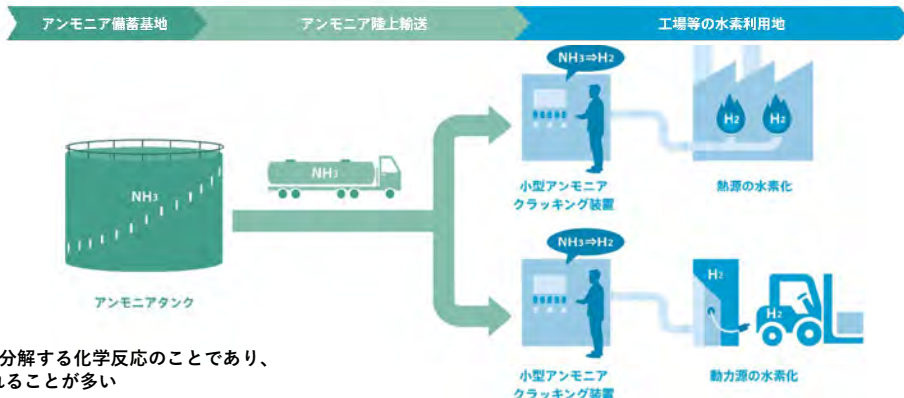 アンモニア備蓄基地
アンモニア陸上輸送
工場等の水素利用地
NH₃⇒H₂
H₂
H₂
NH₃
NH₃
小型アンモニア
クラッキング装置
熱源の水素化
アンモニアタンク
NH₃⇒H₂
H₂
H₂
小型アンモニア
クラッキング装置
動力源の水素化
分解する化学反応のことであり、
れることが多い